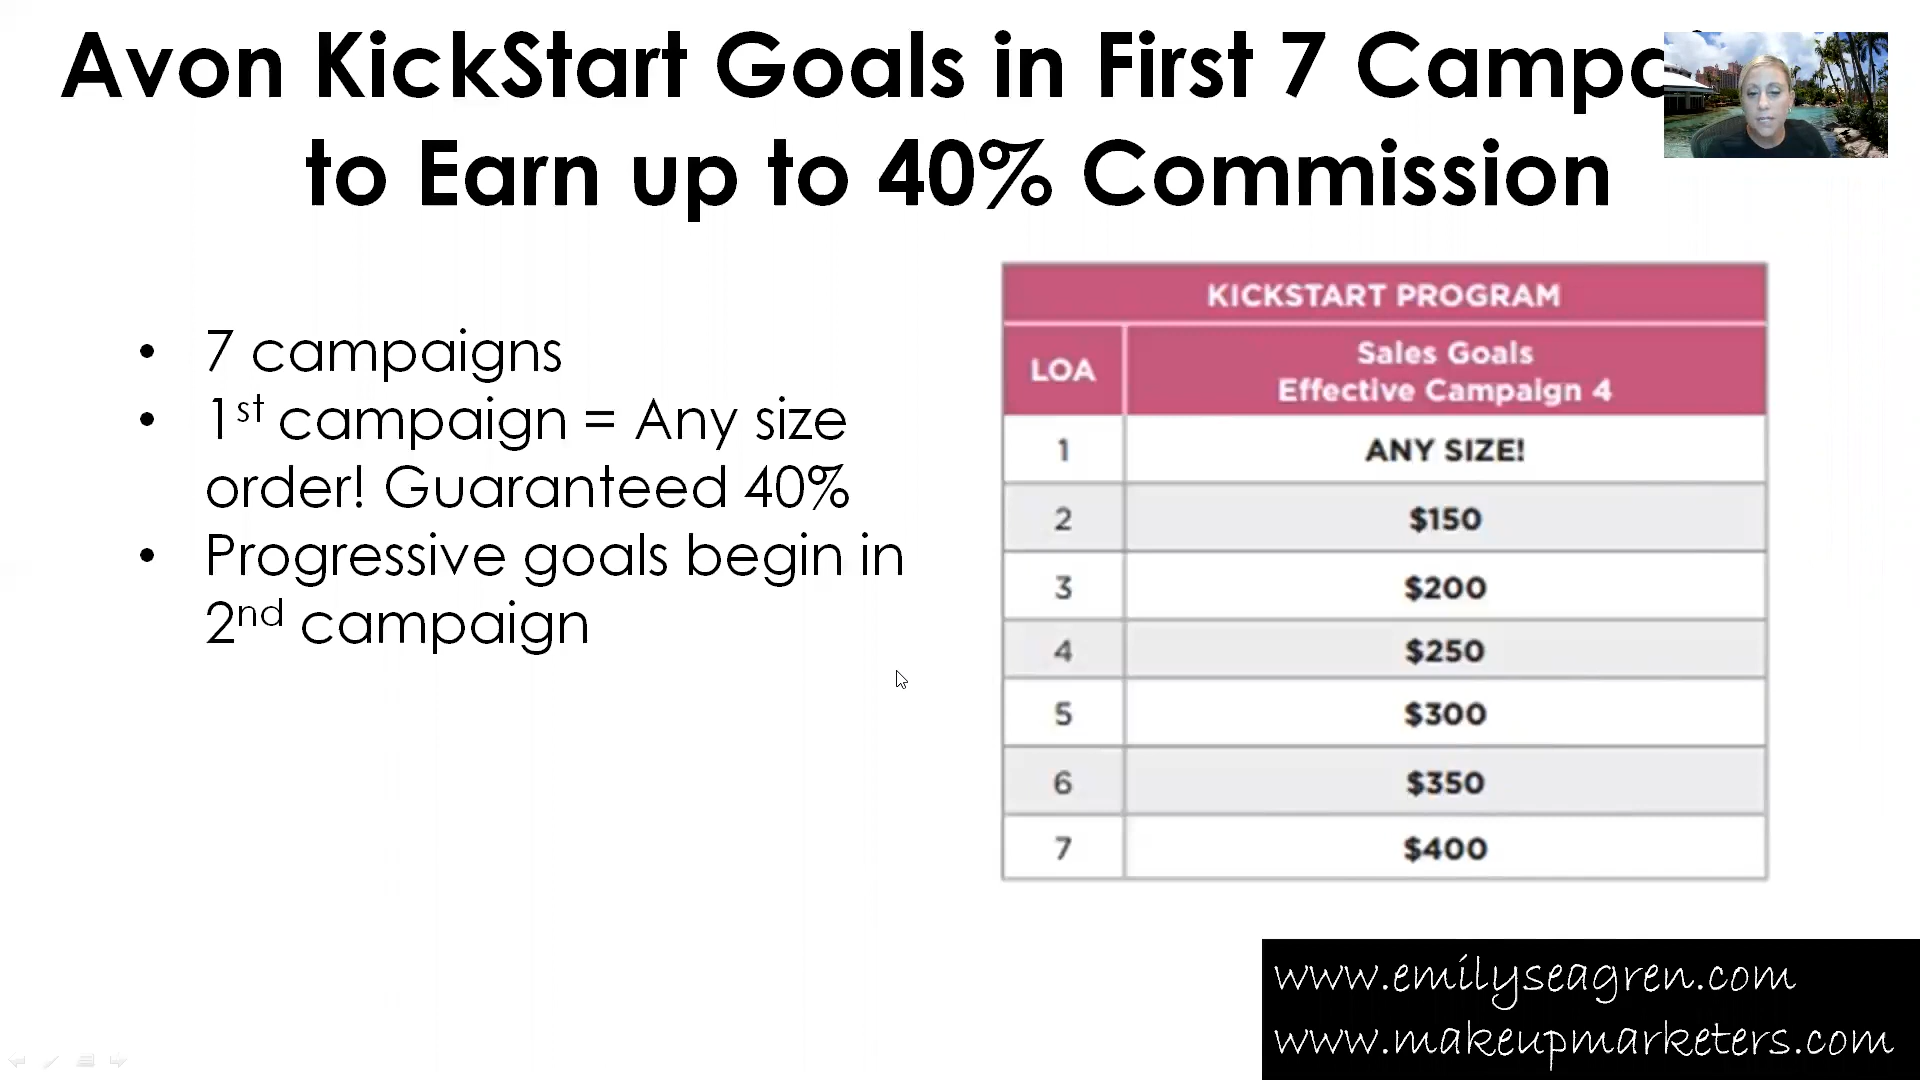 Avon KickStart Goals in First 7 Campa
to Earn up to 40% Commission
• 7 campaigns
• 1st campaign = Any size
order! Guaranteed 40%
• Progressive goals begin in
2nd campaign
KICKSTART PROGRAM
LOA
Sales Goals
Effective Campaign 4
1 ANY SIZE!
2 $150
3 $200
4 $250
5 $300
6 $350
7 $400
www.emilyseagren.com
www.makeupmarketers.com